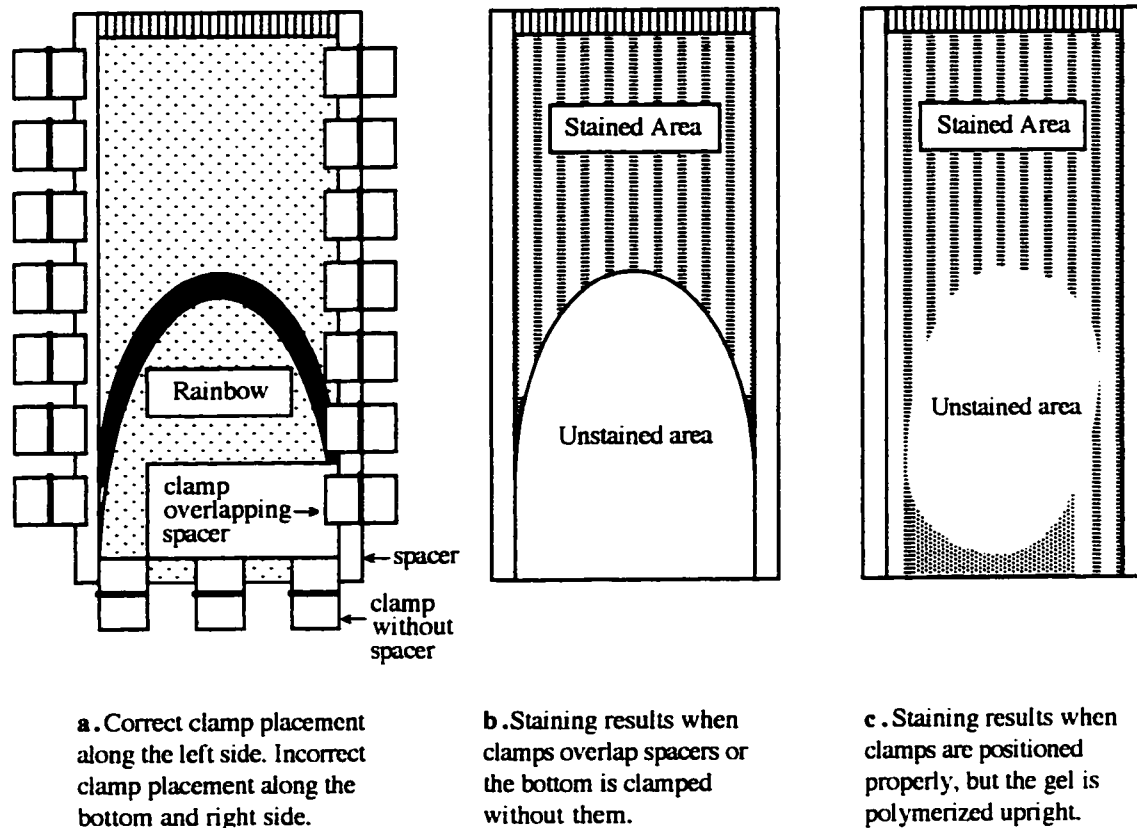 Rainbow
clamp
overlapping
spacer
spacer
clamp
without
spacer
Stained Area
Unstained area
Stained Area
Unstained area
a. Correct clamp placement
along the left side. Incorrect
clamp placement along the
bottom and right side.
b. Staining results when
clamps overlap spacers or
the bottom is clamped
without them.
c. Staining results when
clamps are positioned
properly, but the gel is
polymerized upright.